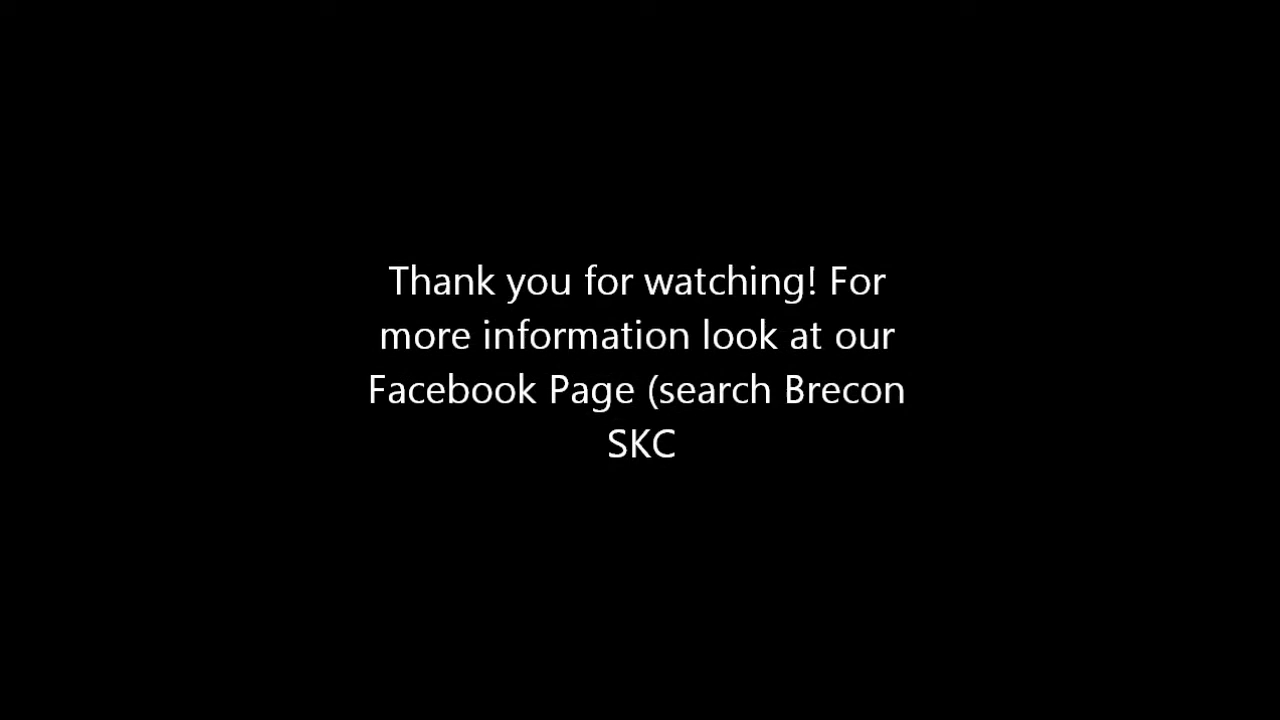 Thank you for watching! For
more information look at our
Facebook Page (search Brecon
SKC